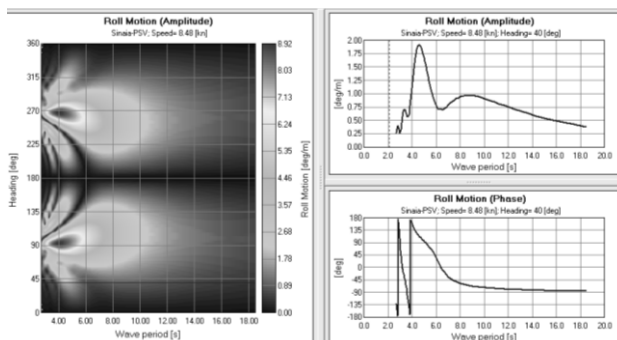 Roll Motion (Amplitude)
Sinaia-PSV; Speed= 8.48 [kn]
360
315
270
225
180
135
90
45
0
Heading [deg]
4.00 6.00 8.00 10.00 12.00 14.00 16.00 18.00
Wave period [s]
8.92
8.03
7.13
6.24
5.35
4.46
3.57
2.68
1.78
0.89
0.00
Roll Motion [deg/m]
Roll Motion (Amplitude)
Sinaia-PSV; Speed= 8.48 [kn]; Heading= 40 [deg]
2.00
1.75
1.50
1.25
1.00
0.75
0.50
0.25
0.00
[deg/m]
0.0 2.0 4.0 6.0 8.0 10.0 12.0 14.0 16.0 18.0 20.0
Wave period [s]
Roll Motion (Phase)
Sinaia-PSV; Speed= 8.48 [kn]; Heading= 40 [deg]
180
135
90
45
0
-45
-90
-135
-180
[deg]
0.0 2.0 4.0 6.0 8.0 10.0 12.0 14.0 16.0 18.0 20.0
Wave period [s]